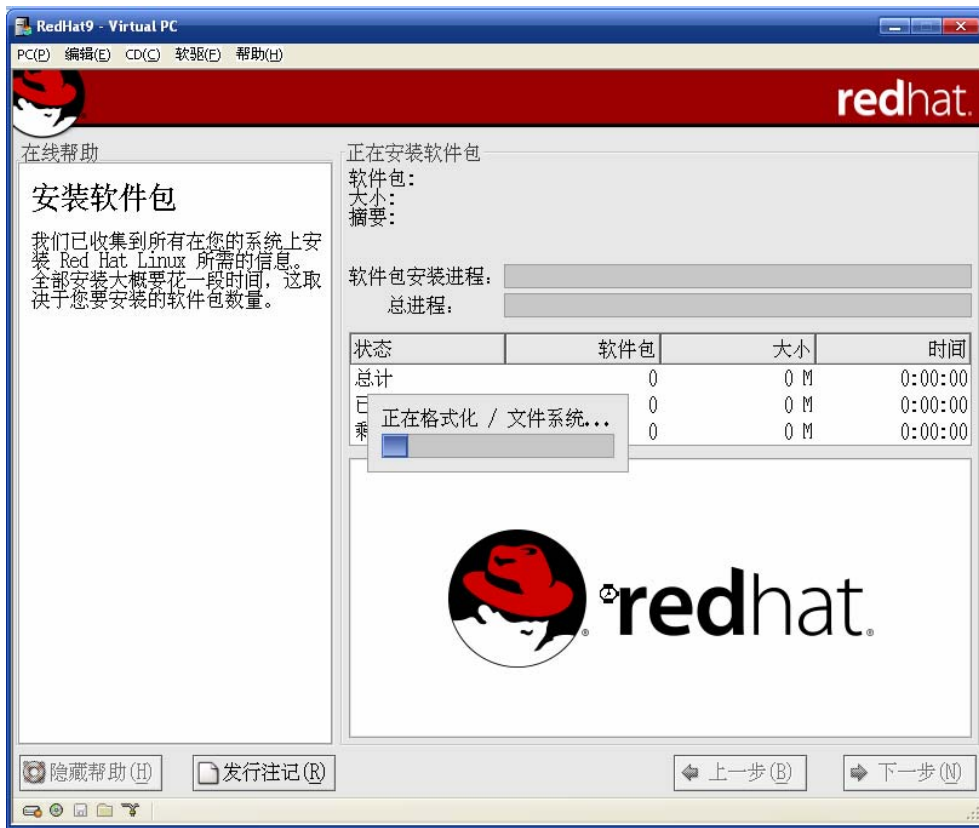 RedHat9 - Virtual PC
PC(P) 编辑(E) CD(C) 软驱(F) 帮助(H)
redhat.
在线帮助
安装软件包
我们已收集到所有在您的系统上安
装 Red Hat Linux 所需的信息。
全部安装大概要花一段时间，这取
决于您要安装的软件包数量。
正在安装软件包
软件包:
大小:
摘要:
软件包安装进程:
总进程:
状态 软件包 大小 时间
总计 0 0 M 0:00:00
已 0 0 M 0:00:00
剩 0 0 M 0:00:00
正在格式化 / 文件系统...
redhat.
隐藏帮助(H) 发行注记(R) 上一步(B) 下一步(N)